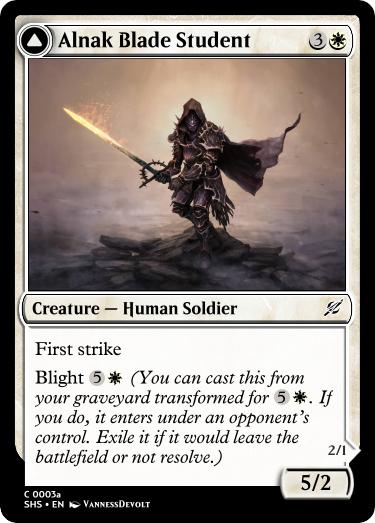 Alnak Blade Student 3
Creature — Human Soldier
First strike
Blight 5 (You can cast this from
your graveyard transformed for 5 . If
you do, it enters under an opponent's
control. Exile it if it would leave the
battlefield or not resolve.)
2/1
5/2
C 0003a
SHS • EN VannessDevolt